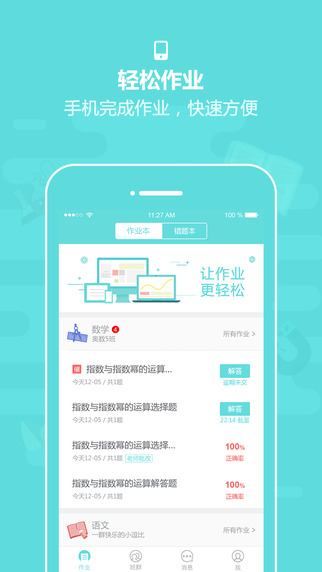 轻松作业
手机完成作业，快速方便
11:27 AM
100 %
作业本
错题本
让作业
更轻松
数学 4
奥数5班
所有作业 >
指数与指数幂的运算...
今天12-05 / 共1题
解答
逾期未交
指数与指数幂的运算选择题
今天12-05 / 共1题
解答
22:14 截至
指数与指数幂的运算选择...
今天12-05 / 共1题 老师批改
100%
正确率
指数与指数幂的运算解答题
今天12-05 / 共1题
100%
正确率
语文
一群快乐的小逗比
所有作业 >
作业
班群
消息
我